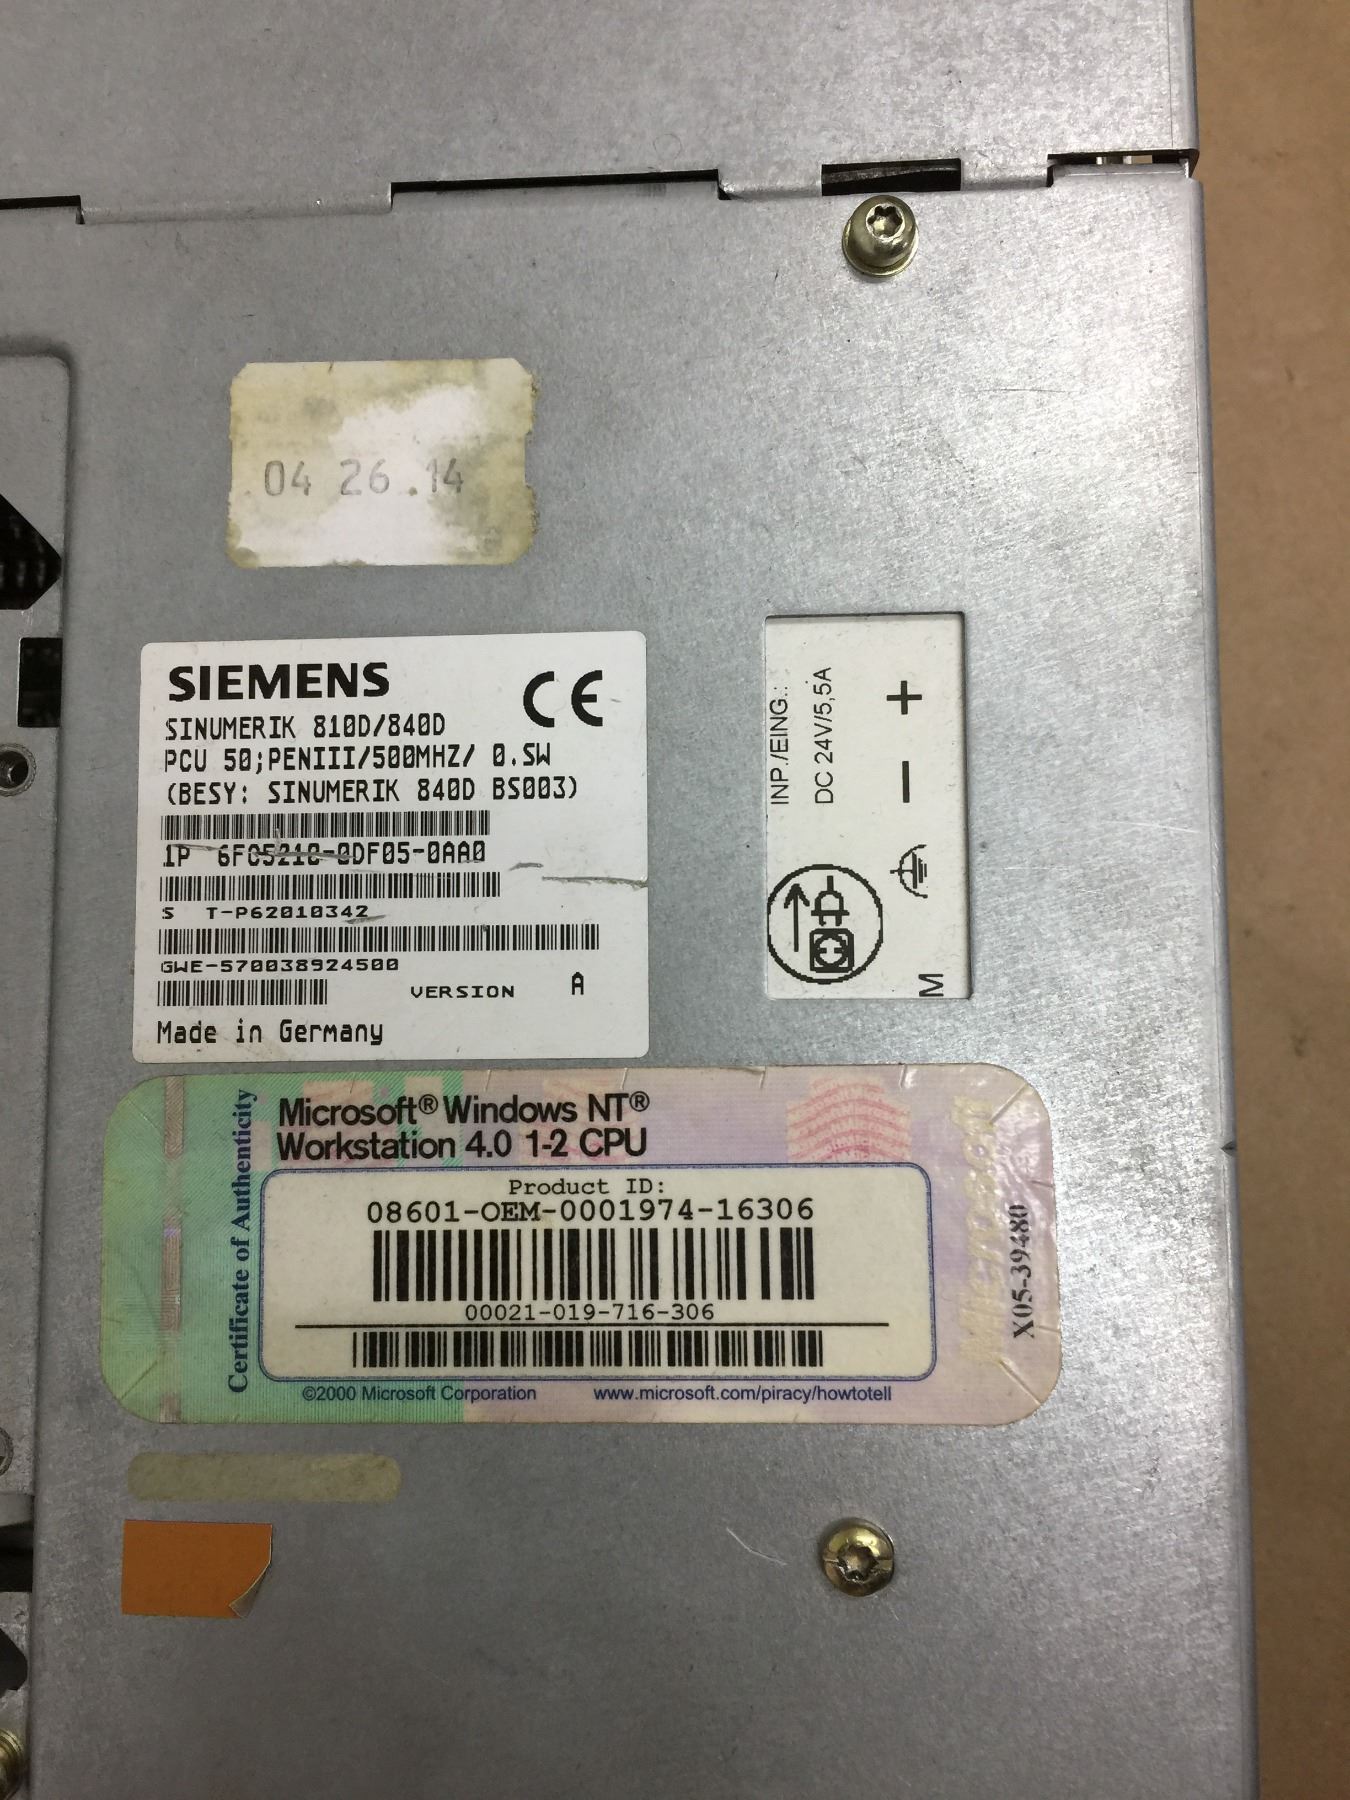 04 26 .14
SIEMENS
CE
SINUMERIK 810D/840D
PCU 50;PENIII/500MHZ/ 0.SW
(BESY: SINUMERIK 840D BS003)
1P 6FC5210-0DF05-0AA0
S T-P62010342
GWE-570038924500
VERSION A
Made in Germany
INP./EING.:
DC 24V/5,5A
+
−
M
Certificate of Authenticity
Microsoft® Windows NT®
Workstation 4.0 1-2 CPU
Product ID:
08601-OEM-0001974-16306
00021-019-716-306
©2000 Microsoft Corporation www.microsoft.com/piracy/howtotell
Microsoft
X05-39480